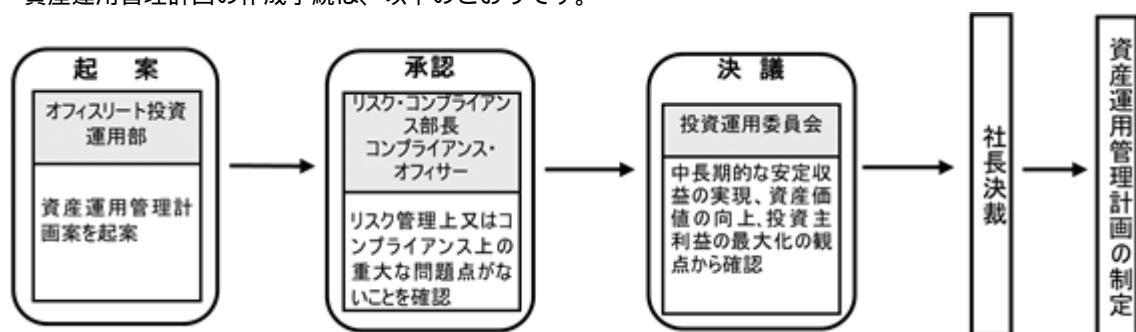 資産運用管理計画の作成手続は、以下のとおりです。
起 案
オフィスリート投資
運用部
資産運用管理計
画案を起案
承認
リスク・コンプライアン
ス部長
コンプライアンス・
オフィサー
リスク管理上又はコ
ンプライアンス上の
重大な問題点がな
いことを確認
決 議
投資運用委員会
中長期的な安定収
益の実現、資産価
値の向上、投資主
利益の最大化の観
点から確認
社長決裁
資産運用管理計画の制定